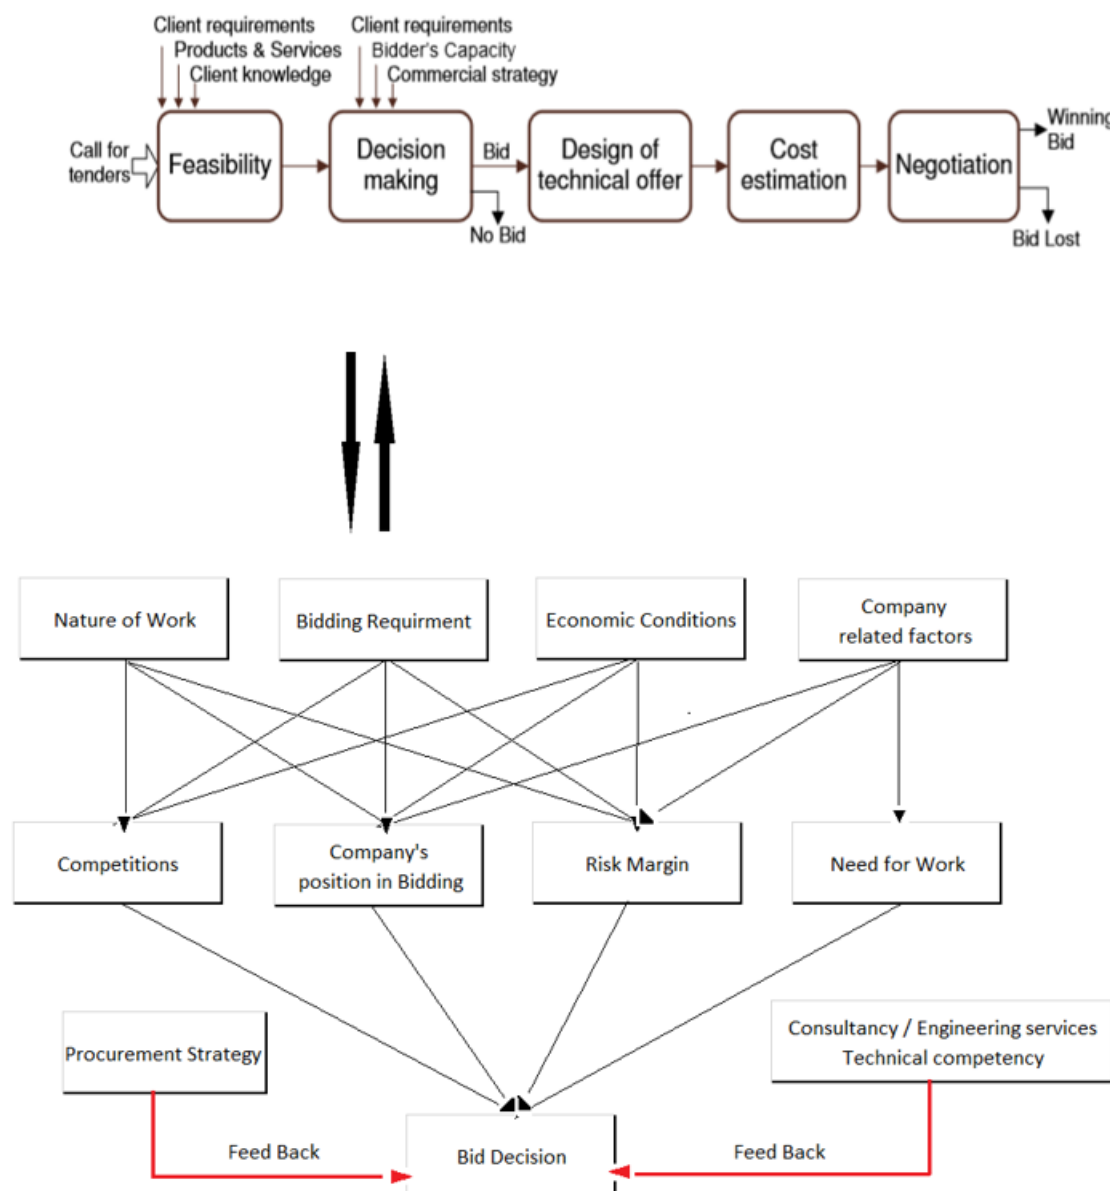 Client requirements
Products & Services
Client knowledge
Client requirements
Bidder's Capacity
Commercial strategy
Call for
tenders
Feasibility
Decision
making
Bid
No Bid
Design of
technical offer
Cost
estimation
Negotiation
Winning
Bid
Bid Lost
Nature of Work
Bidding Requirment
Economic Conditions
Company
related factors
Competitions
Company's
position in Bidding
Risk Margin
Need for Work
Procurement Strategy
Consultancy / Engineering services
Technical competency
Feed Back
Bid Decision
Feed Back